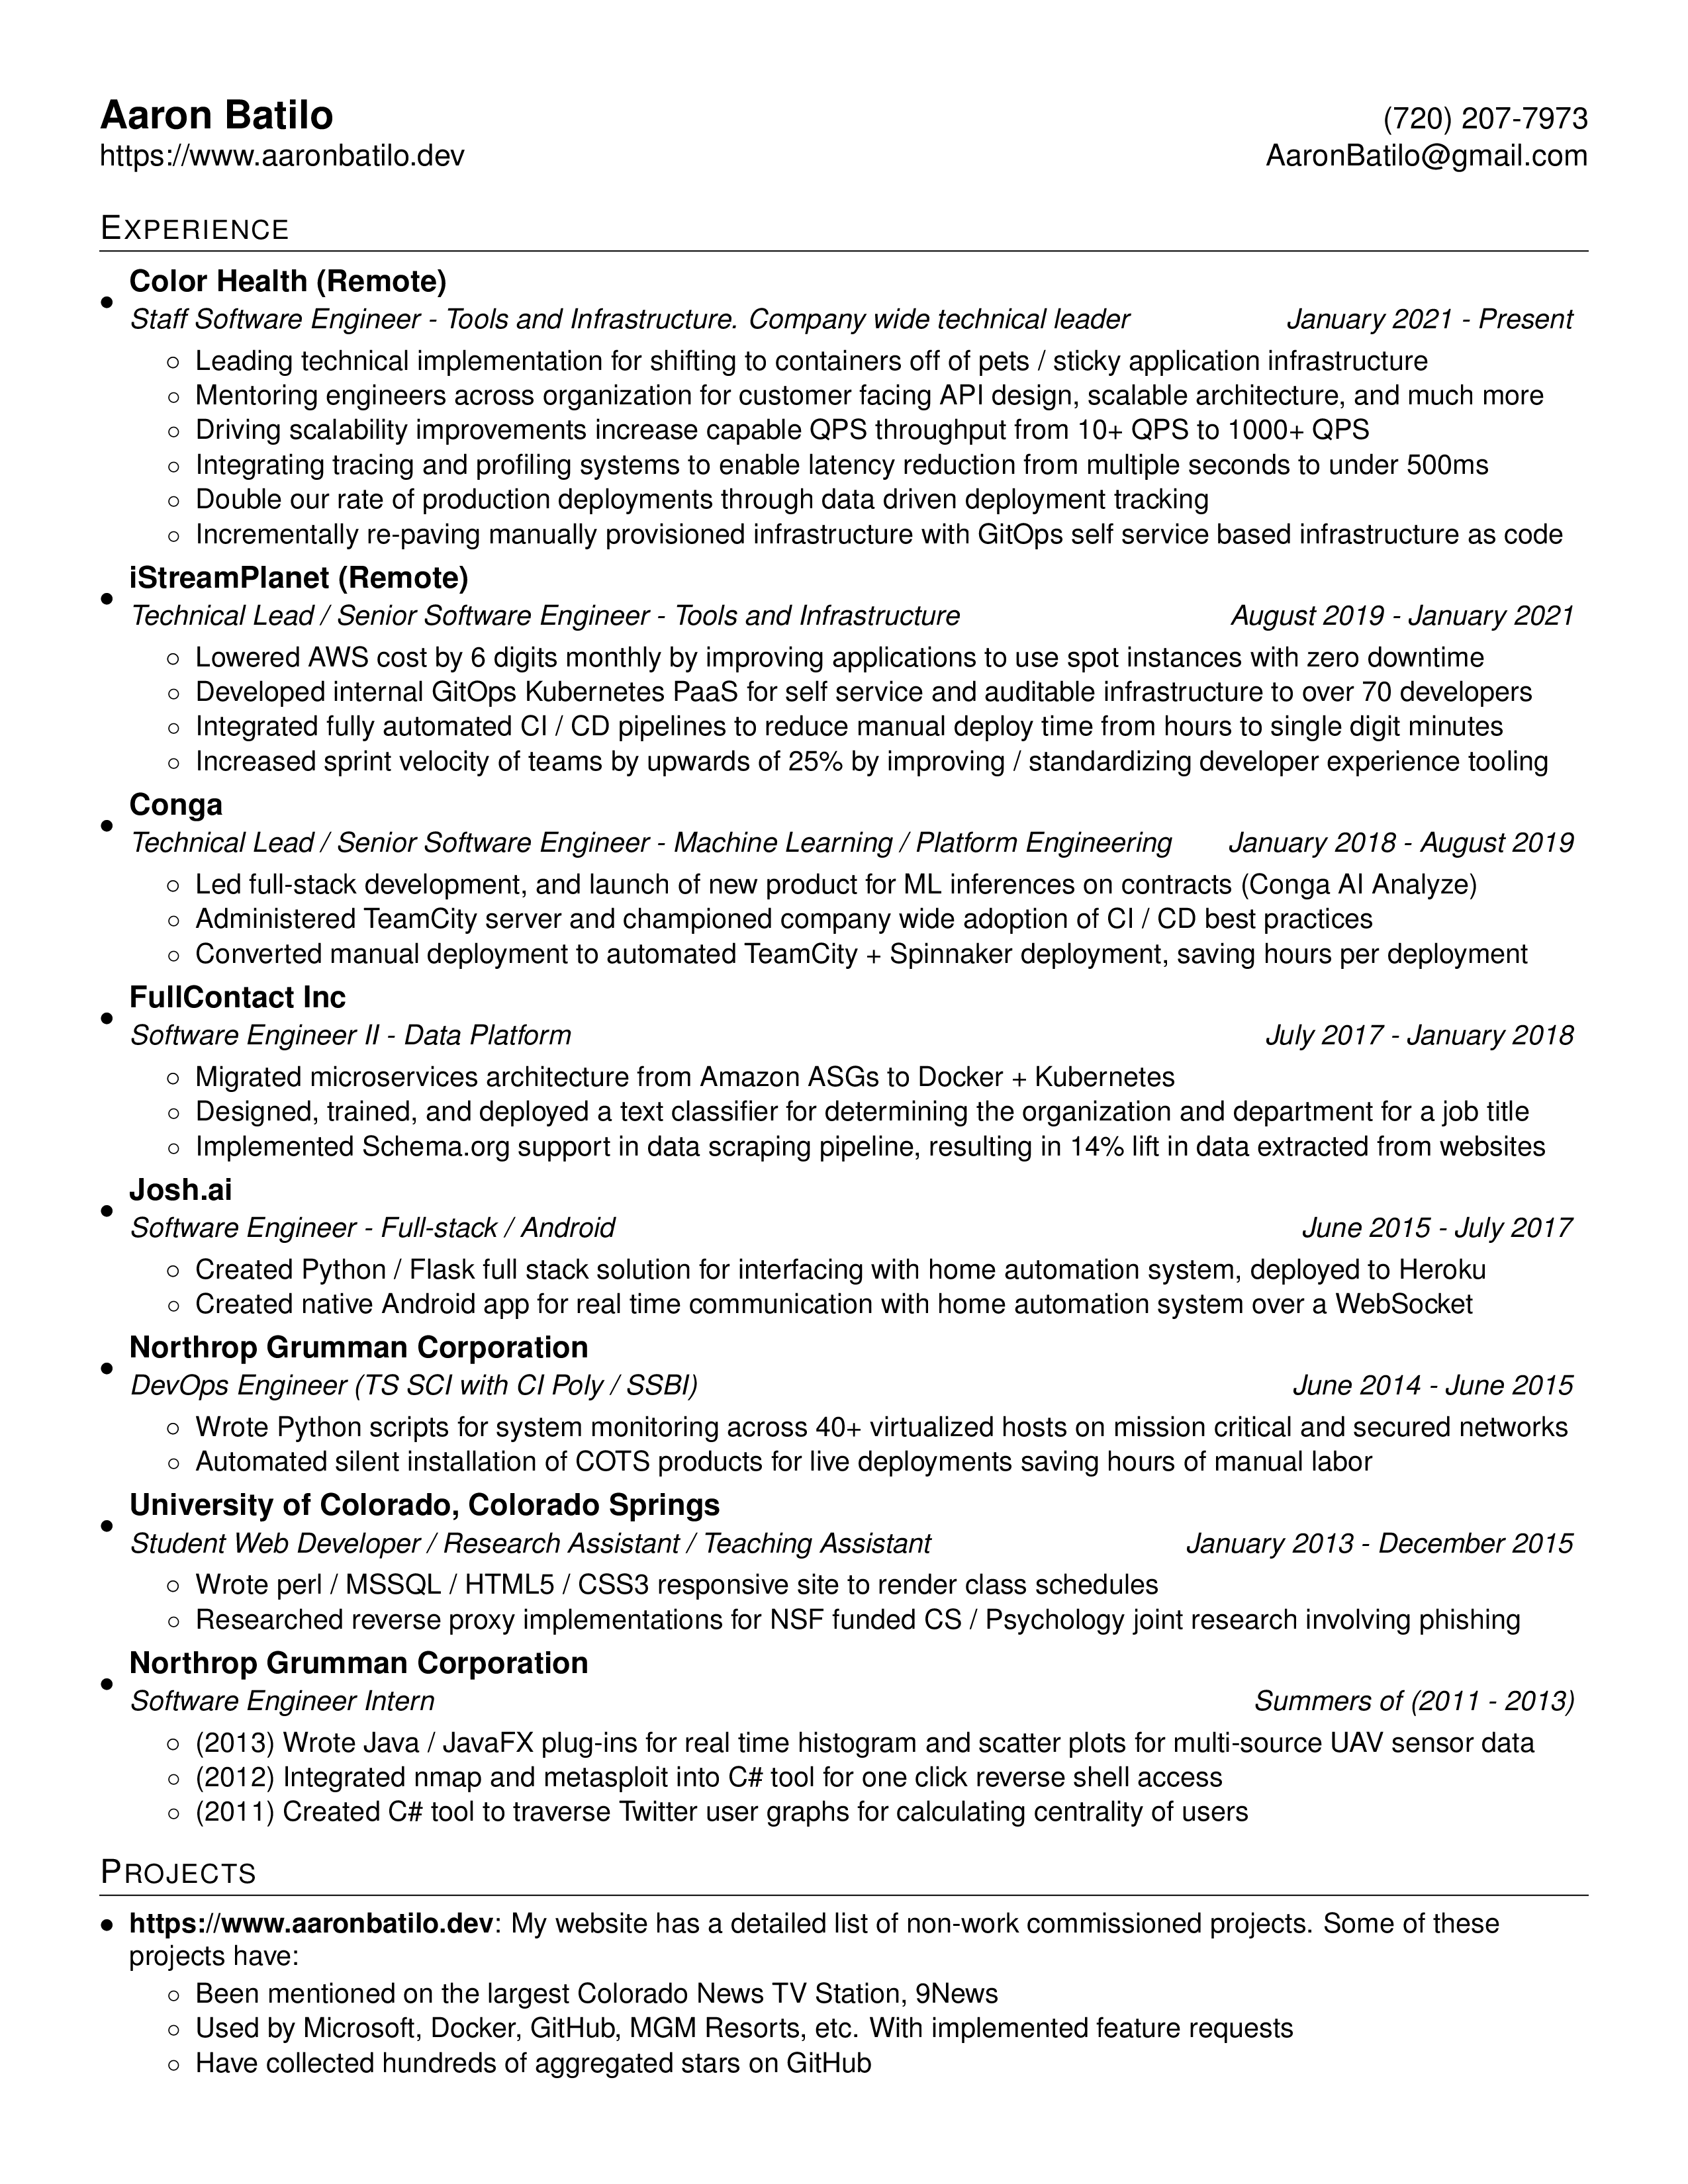 Aaron Batilo
(720) 207-7973
https://www.aaronbatilo.dev
AaronBatilo@gmail.com
EXPERIENCE
• Color Health (Remote)
Staff Software Engineer - Tools and Infrastructure. Company wide technical leader January 2021 - Present
◦ Leading technical implementation for shifting to containers off of pets / sticky application infrastructure
◦ Mentoring engineers across organization for customer facing API design, scalable architecture, and much more
◦ Driving scalability improvements increase capable QPS throughput from 10+ QPS to 1000+ QPS
◦ Integrating tracing and profiling systems to enable latency reduction from multiple seconds to under 500ms
◦ Double our rate of production deployments through data driven deployment tracking
◦ Incrementally re-paving manually provisioned infrastructure with GitOps self service based infrastructure as code
• iStreamPlanet (Remote)
Technical Lead / Senior Software Engineer - Tools and Infrastructure August 2019 - January 2021
◦ Lowered AWS cost by 6 digits monthly by improving applications to use spot instances with zero downtime
◦ Developed internal GitOps Kubernetes PaaS for self service and auditable infrastructure to over 70 developers
◦ Integrated fully automated CI / CD pipelines to reduce manual deploy time from hours to single digit minutes
◦ Increased sprint velocity of teams by upwards of 25% by improving / standardizing developer experience tooling
• Conga
Technical Lead / Senior Software Engineer - Machine Learning / Platform Engineering January 2018 - August 2019
◦ Led full-stack development, and launch of new product for ML inferences on contracts (Conga AI Analyze)
◦ Administered TeamCity server and championed company wide adoption of CI / CD best practices
◦ Converted manual deployment to automated TeamCity + Spinnaker deployment, saving hours per deployment
• FullContact Inc
Software Engineer II - Data Platform July 2017 - January 2018
◦ Migrated microservices architecture from Amazon ASGs to Docker + Kubernetes
◦ Designed, trained, and deployed a text classifier for determining the organization and department for a job title
◦ Implemented Schema.org support in data scraping pipeline, resulting in 14% lift in data extracted from websites
• Josh.ai
Software Engineer - Full-stack / Android June 2015 - July 2017
◦ Created Python / Flask full stack solution for interfacing with home automation system, deployed to Heroku
◦ Created native Android app for real time communication with home automation system over a WebSocket
• Northrop Grumman Corporation
DevOps Engineer (TS SCI with CI Poly / SSBI) June 2014 - June 2015
◦ Wrote Python scripts for system monitoring across 40+ virtualized hosts on mission critical and secured networks
◦ Automated silent installation of COTS products for live deployments saving hours of manual labor
• University of Colorado, Colorado Springs
Student Web Developer / Research Assistant / Teaching Assistant January 2013 - December 2015
◦ Wrote perl / MSSQL / HTML5 / CSS3 responsive site to render class schedules
◦ Researched reverse proxy implementations for NSF funded CS / Psychology joint research involving phishing
• Northrop Grumman Corporation
Software Engineer Intern Summers of (2011 - 2013)
◦ (2013) Wrote Java / JavaFX plug-ins for real time histogram and scatter plots for multi-source UAV sensor data
◦ (2012) Integrated nmap and metasploit into C# tool for one click reverse shell access
◦ (2011) Created C# tool to traverse Twitter user graphs for calculating centrality of users
PROJECTS
• https://www.aaronbatilo.dev: My website has a detailed list of non-work commissioned projects. Some of these
projects have:
◦ Been mentioned on the largest Colorado News TV Station, 9News
◦ Used by Microsoft, Docker, GitHub, MGM Resorts, etc. With implemented feature requests
◦ Have collected hundreds of aggregated stars on GitHub